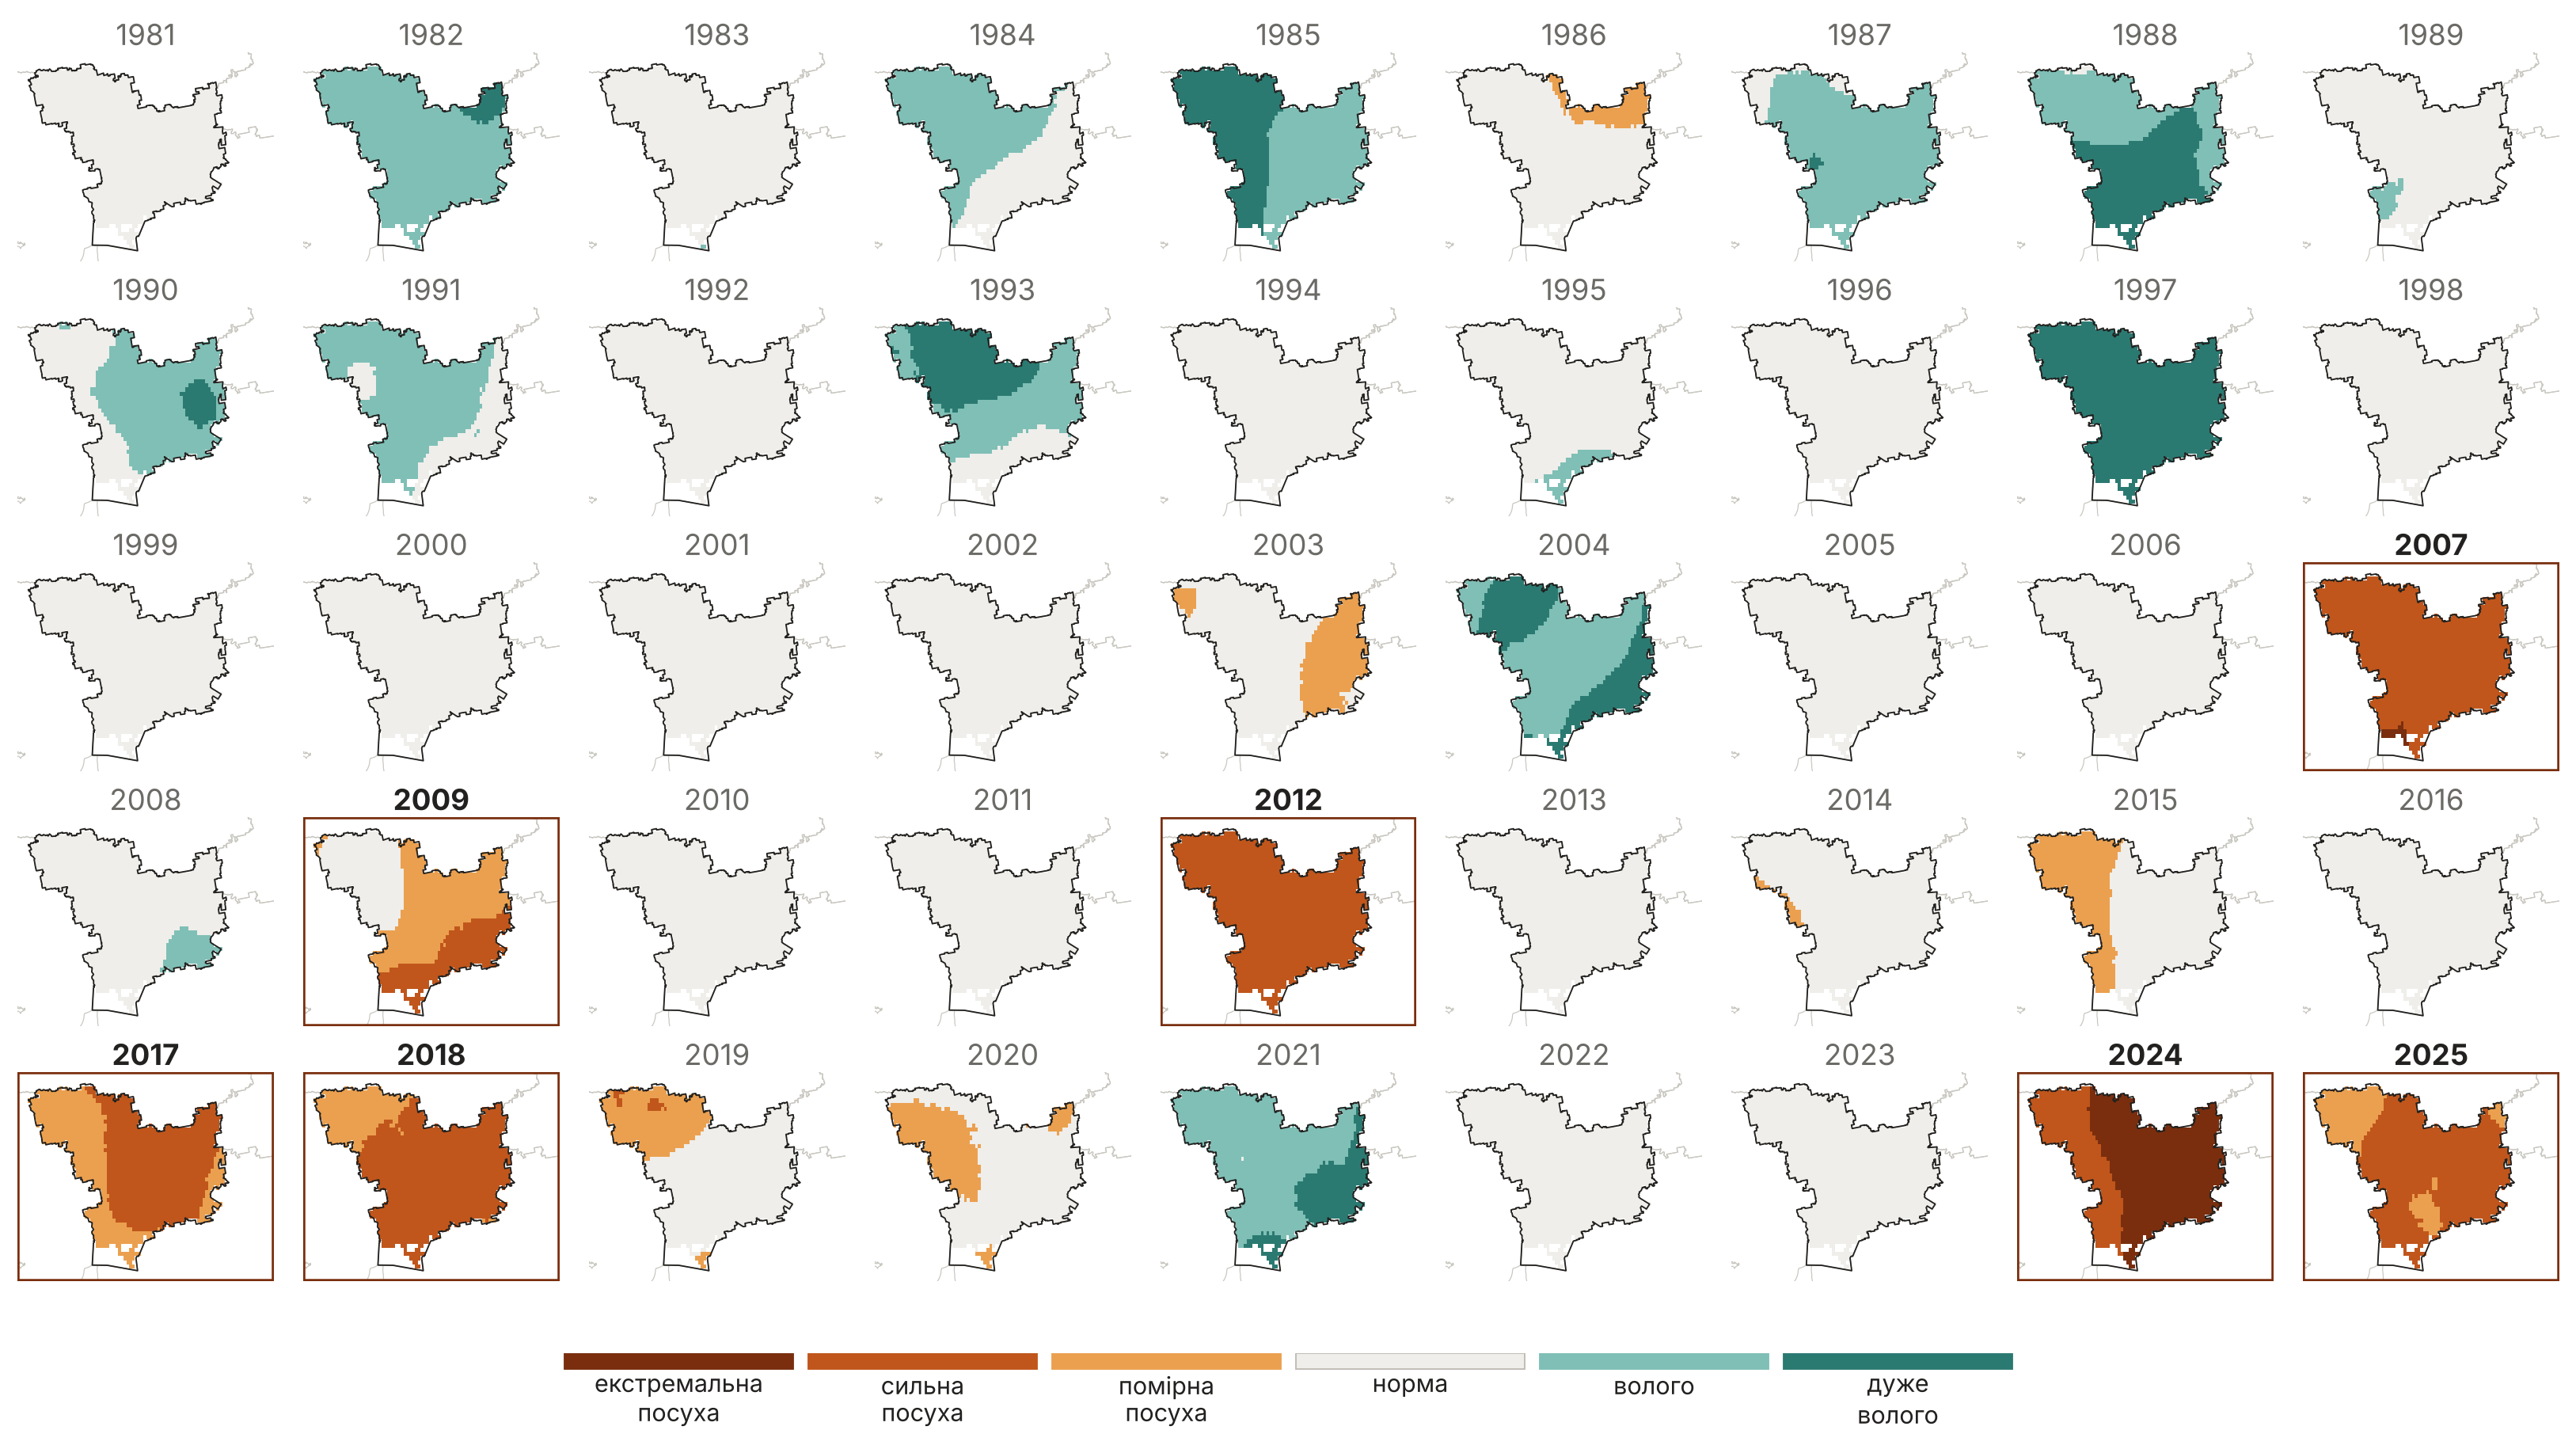 1981 1982 1983 1984 1985 1986 1987 1988 1989
1990 1991 1992 1993 1994 1995 1996 1997 1998
1999 2000 2001 2002 2003 2004 2005 2006 2007
2008 2009 2010 2011 2012 2013 2014 2015 2016
2017 2018 2019 2020 2021 2022 2023 2024 2025
екстремальна посуха
сильна посуха
помірна посуха
норма
волого
дуже волого